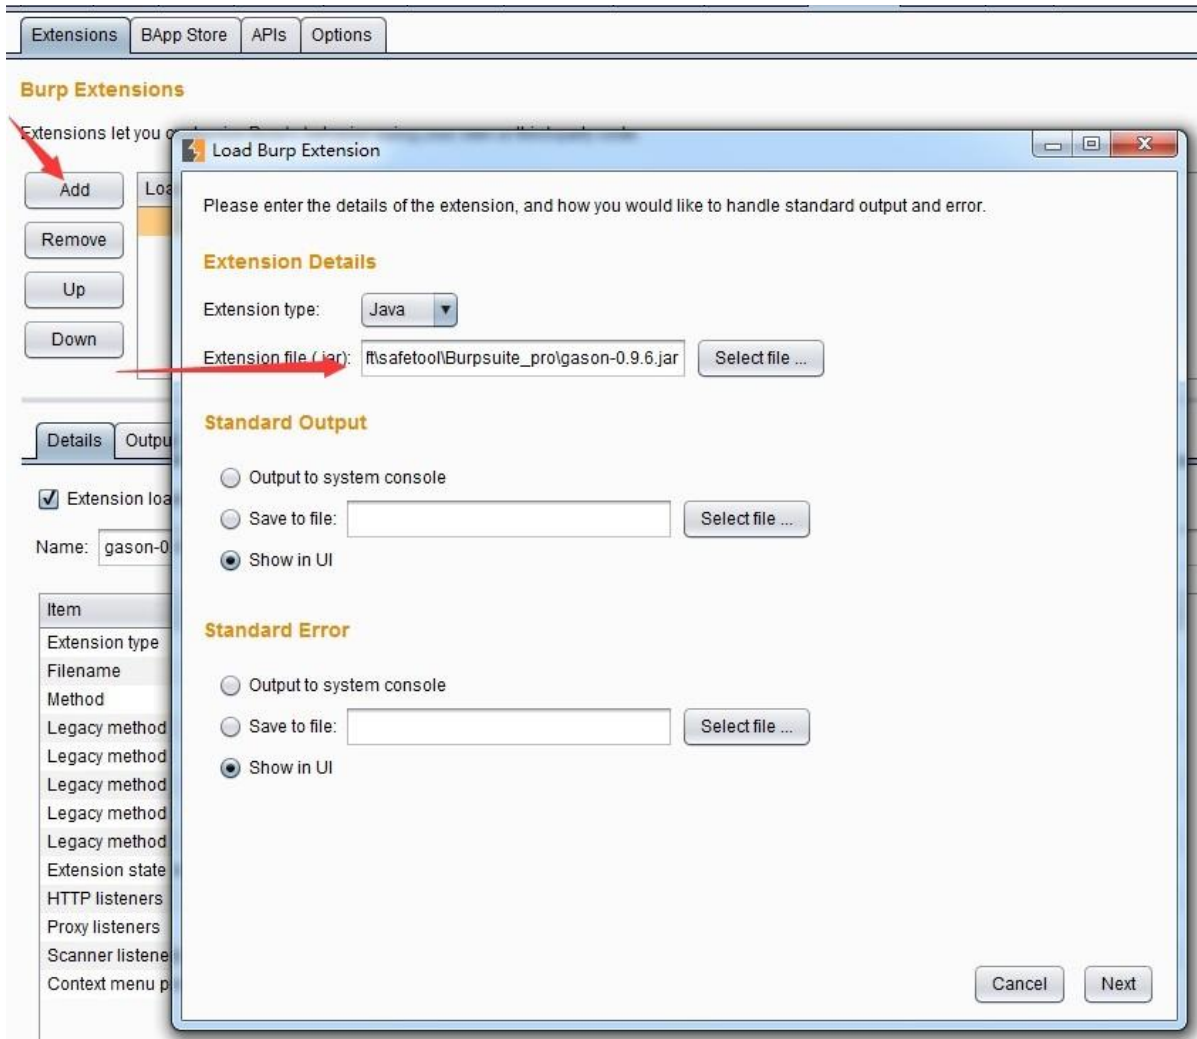 Extensions BApp Store APIs Options
Burp Extensions
Extensions let you
Load Burp Extension
Add
Please enter the details of the extension, and how you would like to handle standard output and error.
Remove
Extension Details
Up
Extension type: Java
Down
Extension file (.jar): ft\safetool\Burpsuite_pro\gason-0.9.6.jar Select file ...
Standard Output
Details Outpu
Output to system console
Extension loa
Save to file: Select file ...
Name: gason-0
Show in UI
Item
Standard Error
Extension type
Filename
Output to system console
Method
Legacy method
Save to file: Select file ...
Legacy method
Legacy method
Show in UI
Legacy method
Legacy method
Extension state
HTTP listeners
Proxy listeners
Scanner listene
Context menu p
Cancel Next